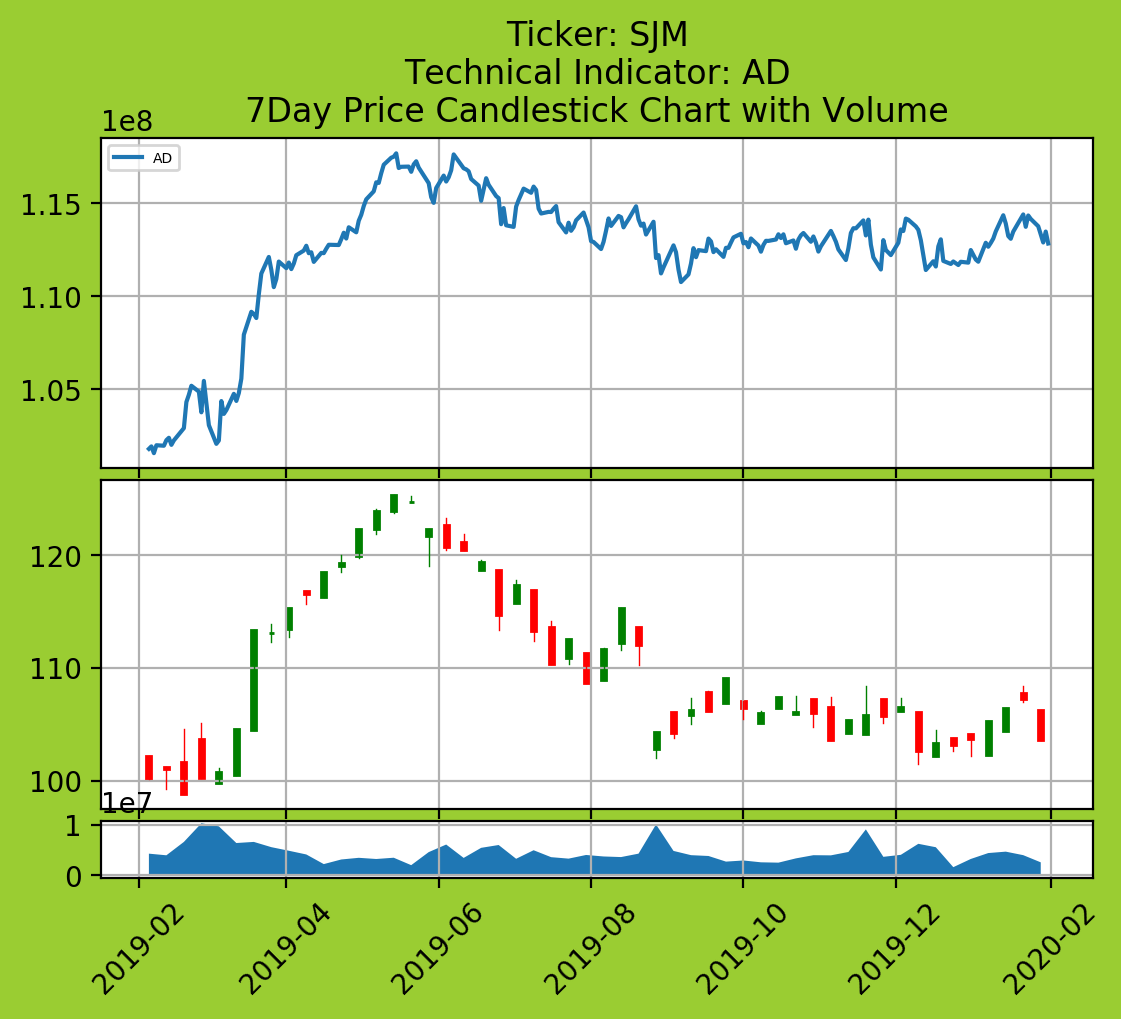 Ticker: SJM
Technical Indicator: AD
7Day Price Candlestick Chart with Volume
1e8
AD
1.15
1.10
1.05
120
110
100
1e7
1
0
2019-02
2019-04
2019-06
2019-08
2019-10
2019-12
2020-02